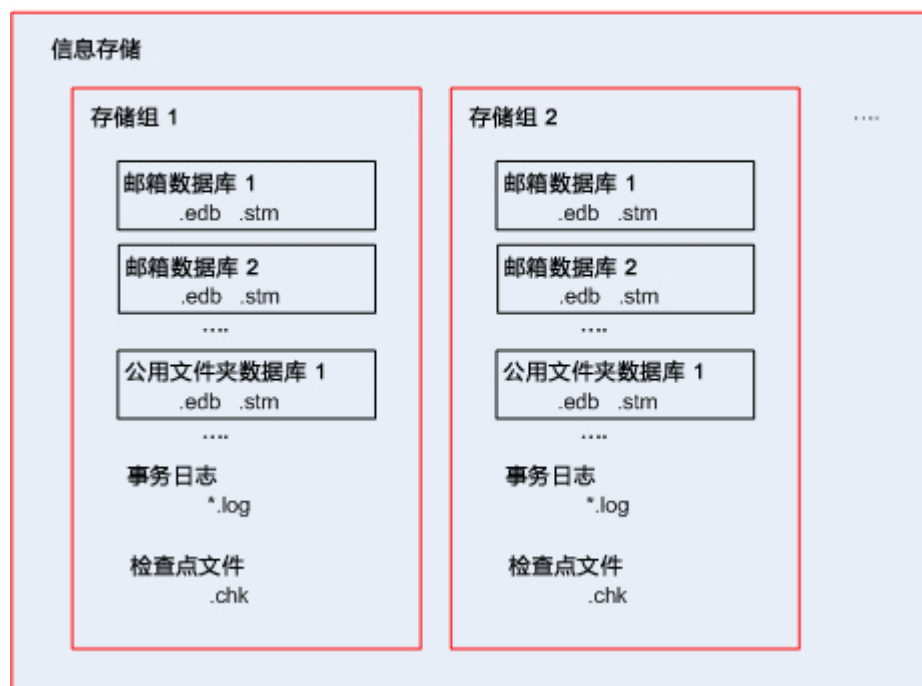 信息存储
存储组 1
邮箱数据库 1
.edb .stm
邮箱数据库 2
.edb .stm
....
公用文件夹数据库 1
.edb .stm
....
事务日志
*.log
检查点文件
.chk
存储组 2
邮箱数据库 1
.edb .stm
邮箱数据库 2
.edb .stm
....
公用文件夹数据库 1
.edb .stm
....
事务日志
*.log
检查点文件
.chk
....